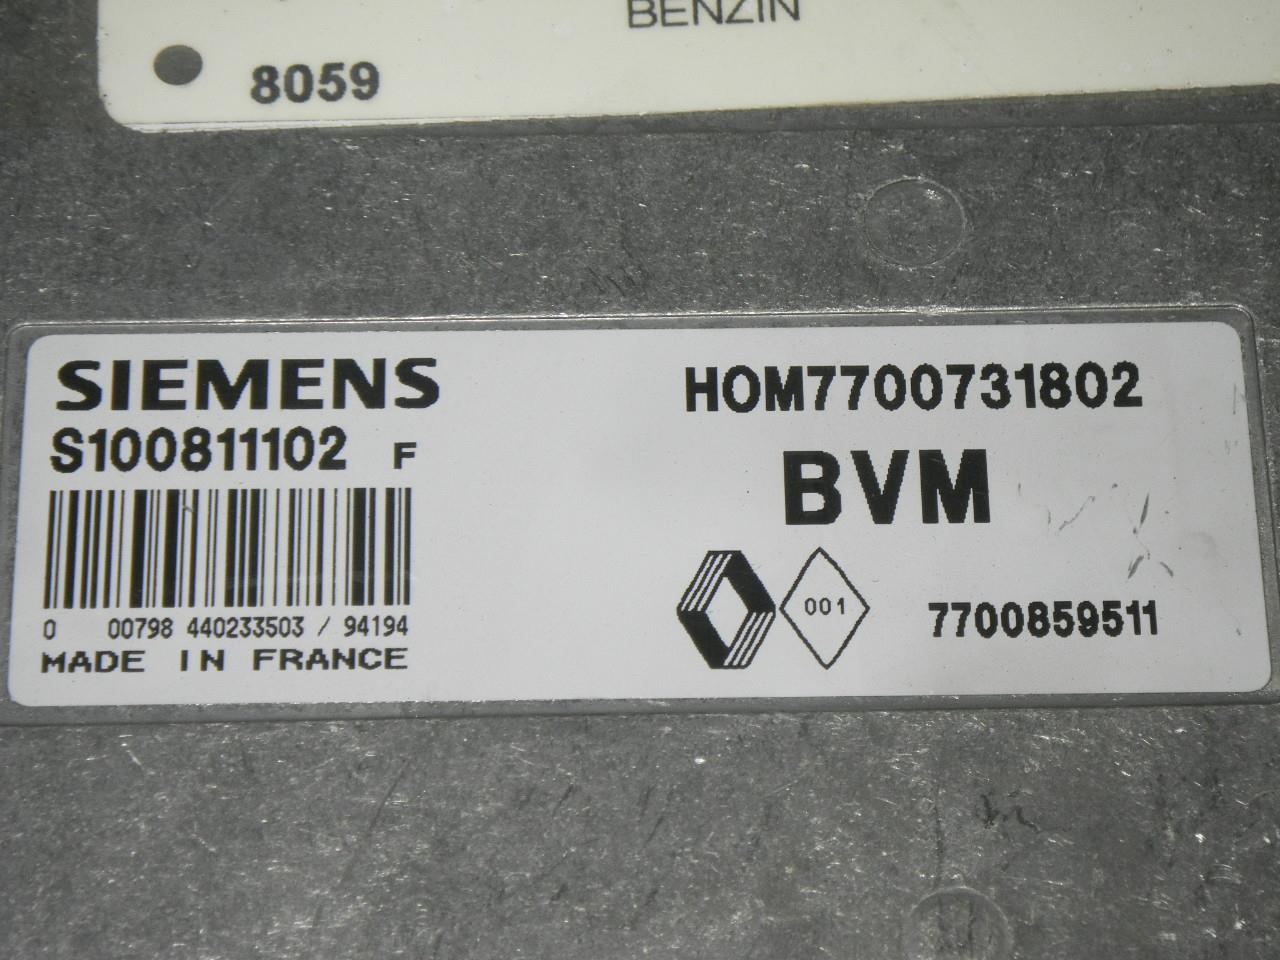 BENZIN
8059
SIEMENS
S100811102 F
0 00798 440233503 / 94194
MADE IN FRANCE
HOM7700731802
BVM
001
7700859511